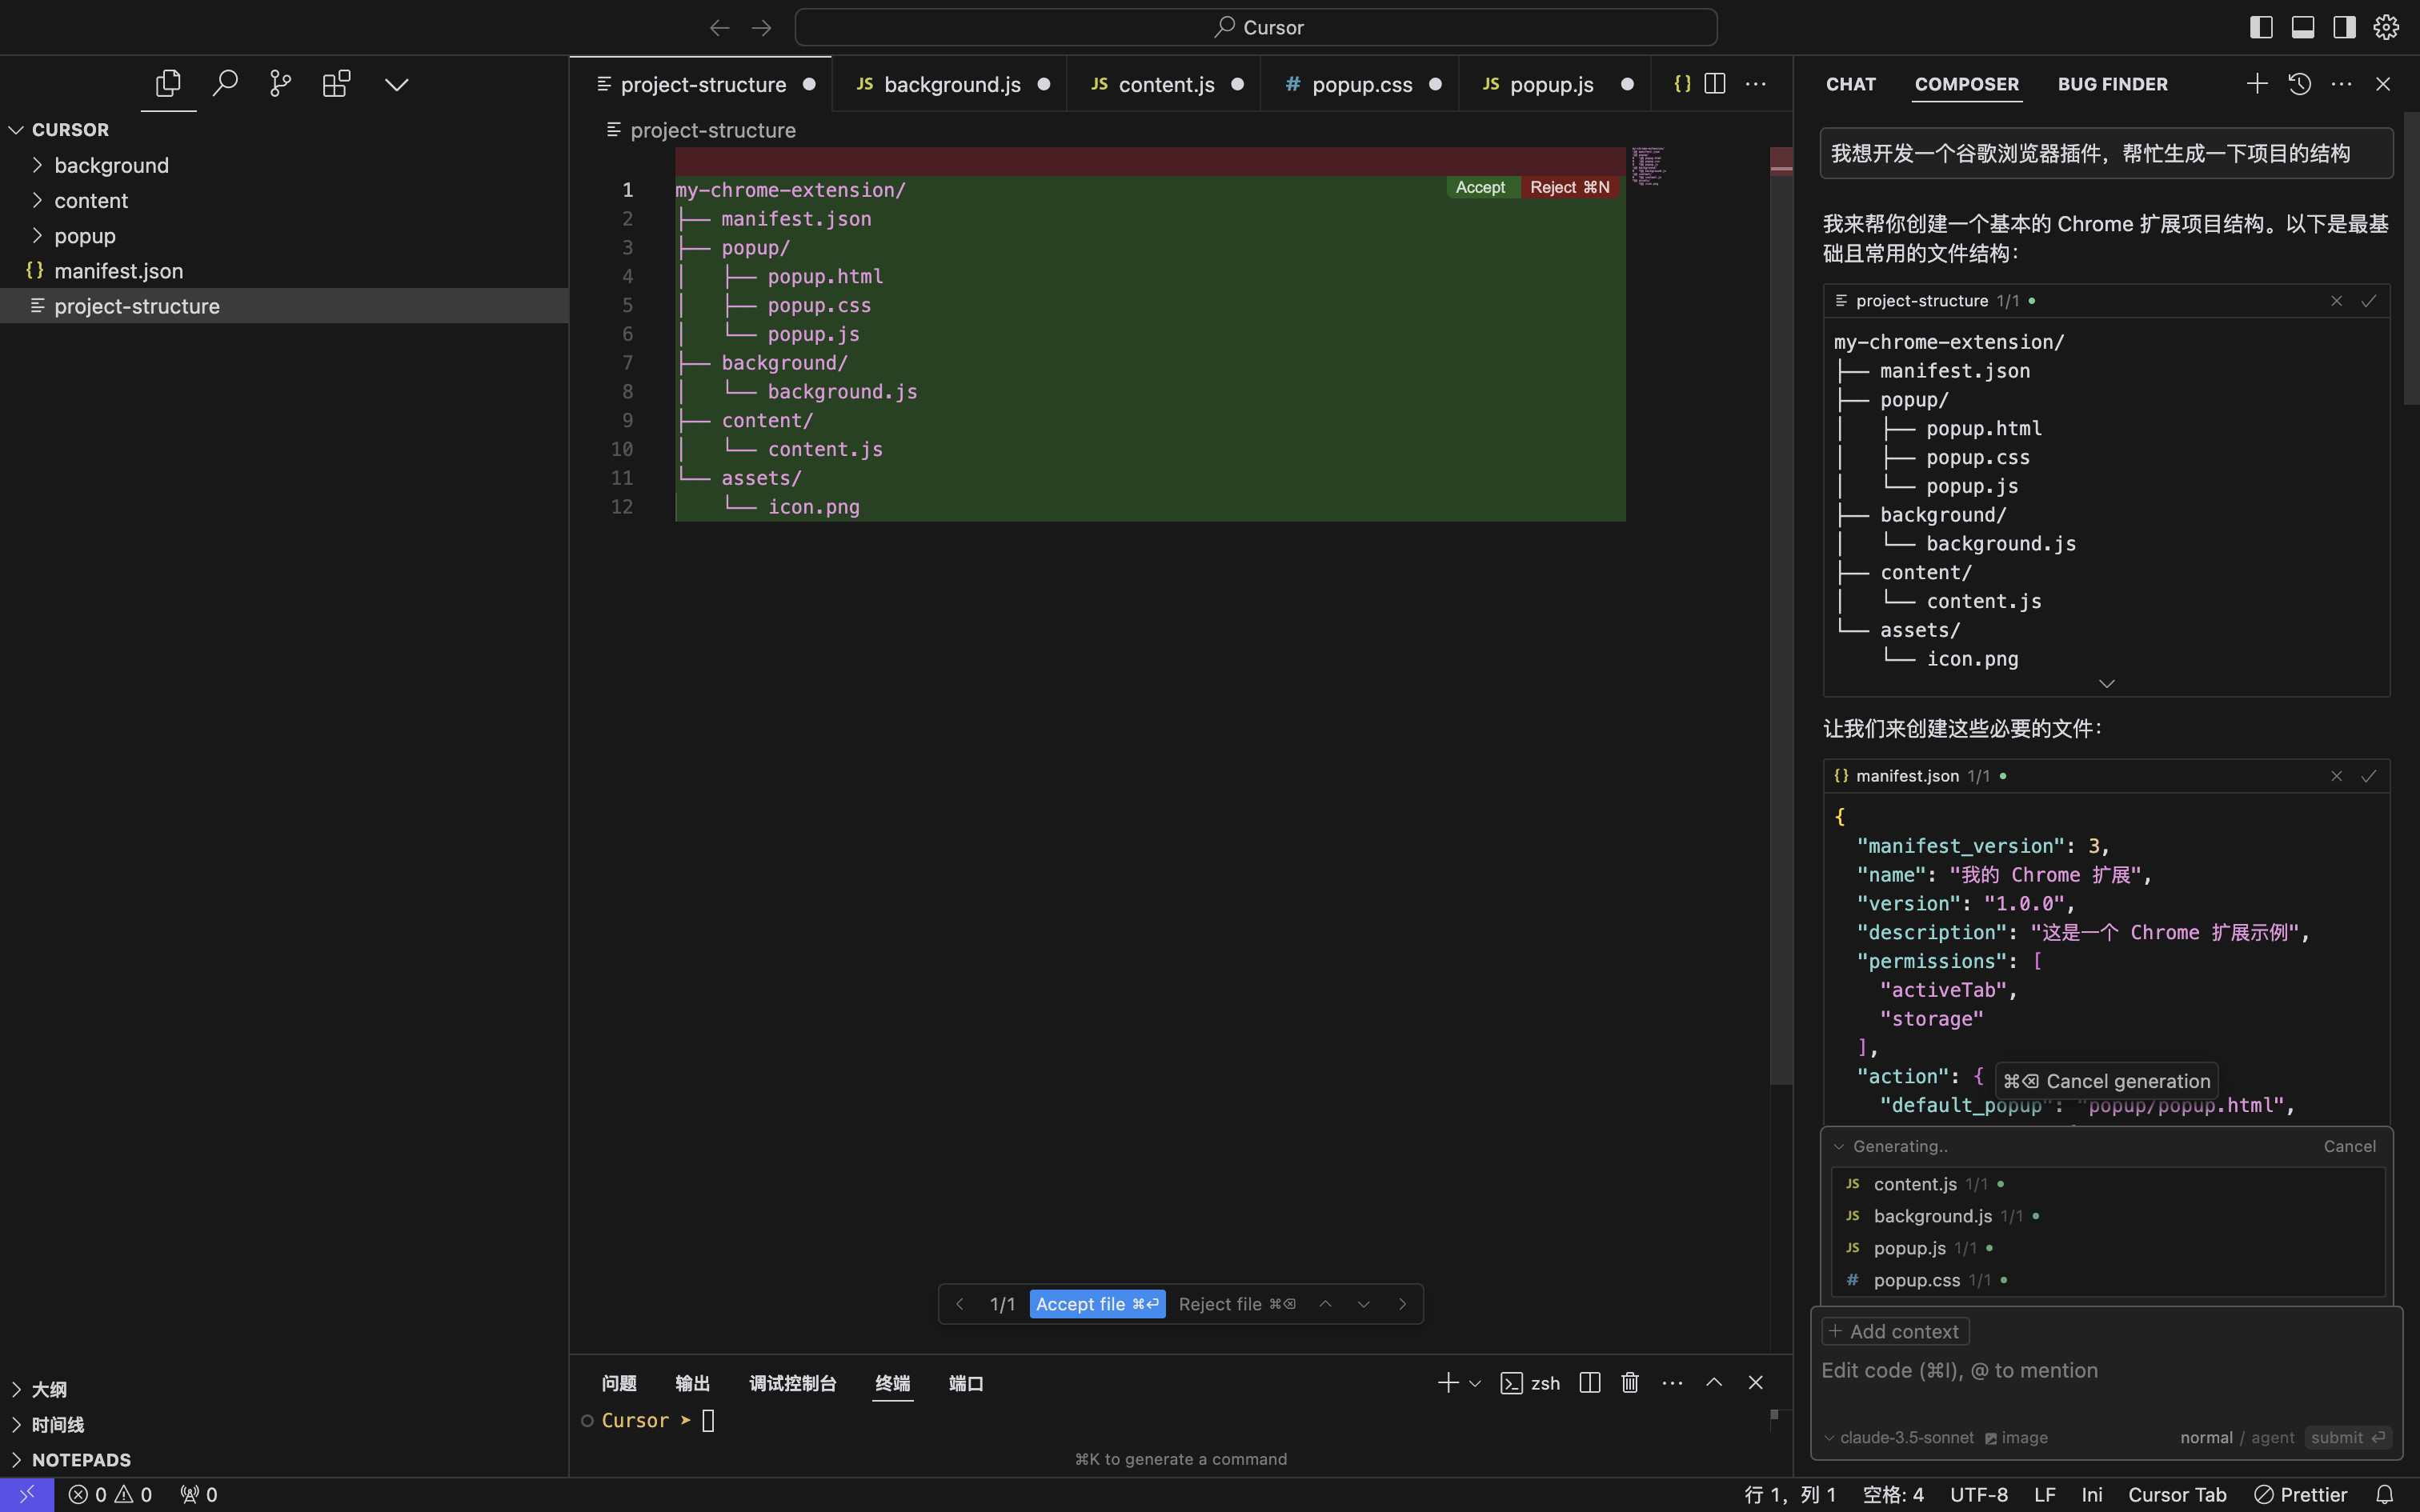 Cursor
CURSOR
background
content
popup
{} manifest.json
project-structure
大纲
时间线
NOTEPADS
project-structure
JS background.js
JS content.js
# popup.css
JS popup.js
{}
project-structure
Accept Reject ⌘N
1 my-chrome-extension/
2 ├── manifest.json
3 ├── popup/
4 │   ├── popup.html
5 │   ├── popup.css
6 │   └── popup.js
7 ├── background/
8 │   └── background.js
9 ├── content/
10 │   └── content.js
11 └── assets/
12     └── icon.png
1/1 Accept file ⌘⏎ Reject file ⌘⌫
问题 输出 调试控制台 终端 端口
zsh
Cursor ➤
⌘K to generate a command
CHAT COMPOSER BUG FINDER
我想开发一个谷歌浏览器插件，帮忙生成一下项目的结构
我来帮你创建一个基本的 Chrome 扩展项目结构。以下是最基
础且常用的文件结构：
project-structure 1/1
my-chrome-extension/
├── manifest.json
├── popup/
│   ├── popup.html
│   ├── popup.css
│   └── popup.js
├── background/
│   └── background.js
├── content/
│   └── content.js
└── assets/
    └── icon.png
让我们来创建这些必要的文件：
{} manifest.json 1/1
{
  "manifest_version": 3,
  "name": "我的 Chrome 扩展",
  "version": "1.0.0",
  "description": "这是一个 Chrome 扩展示例",
  "permissions": [
    "activeTab",
    "storage"
  ],
  "action": {
⌘⌫ Cancel generation
    "default_popup": "popup/popup.html",
Generating.. Cancel
JS content.js 1/1
JS background.js 1/1
JS popup.js 1/1
# popup.css 1/1
+ Add context
Edit code (⌘I), @ to mention
claude-3.5-sonnet image normal / agent submit ⏎
0 0 0
行 1，列 1 空格: 4 UTF-8 LF Ini Cursor Tab Prettier